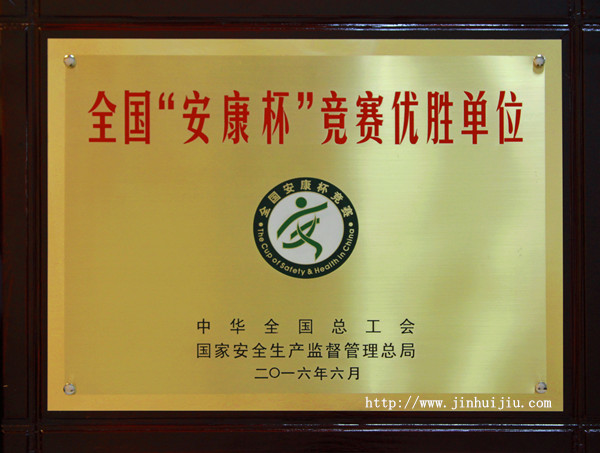 全国“安康杯”竞赛优胜单位
全国安康杯竞赛
The Cup of Safety & Health in China
中华全国总工会
国家安全生产监督管理总局
二〇一六年六月
http://www.jinhuijiu.com